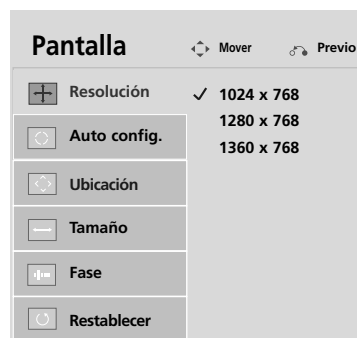 Pantalla
Mover
Previo
Resolución
1024 x 768
1280 x 768
1360 x 768
Auto config.
Ubicación
Tamaño
Fase
Restablecer